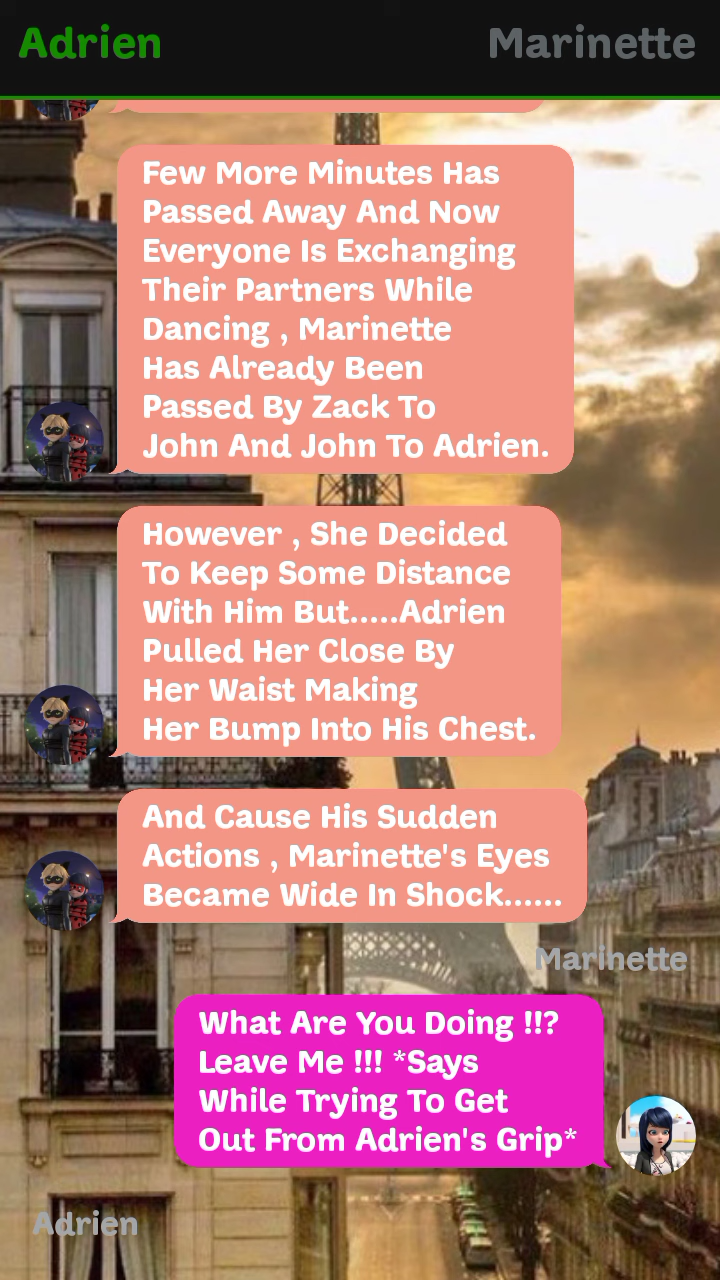 Adrien
Marinette
Few More Minutes Has
Passed Away And Now
Everyone Is Exchanging
Their Partners While
Dancing , Marinette
Has Already Been
Passed By Zack To
John And John To Adrien.
However , She Decided
To Keep Some Distance
With Him But.....Adrien
Pulled Her Close By
Her Waist Making
Her Bump Into His Chest.
And Cause His Sudden
Actions , Marinette's Eyes
Became Wide In Shock......
Marinette
What Are You Doing !!?
Leave Me !!! *Says
While Trying To Get
Out From Adrien's Grip*
Adrien